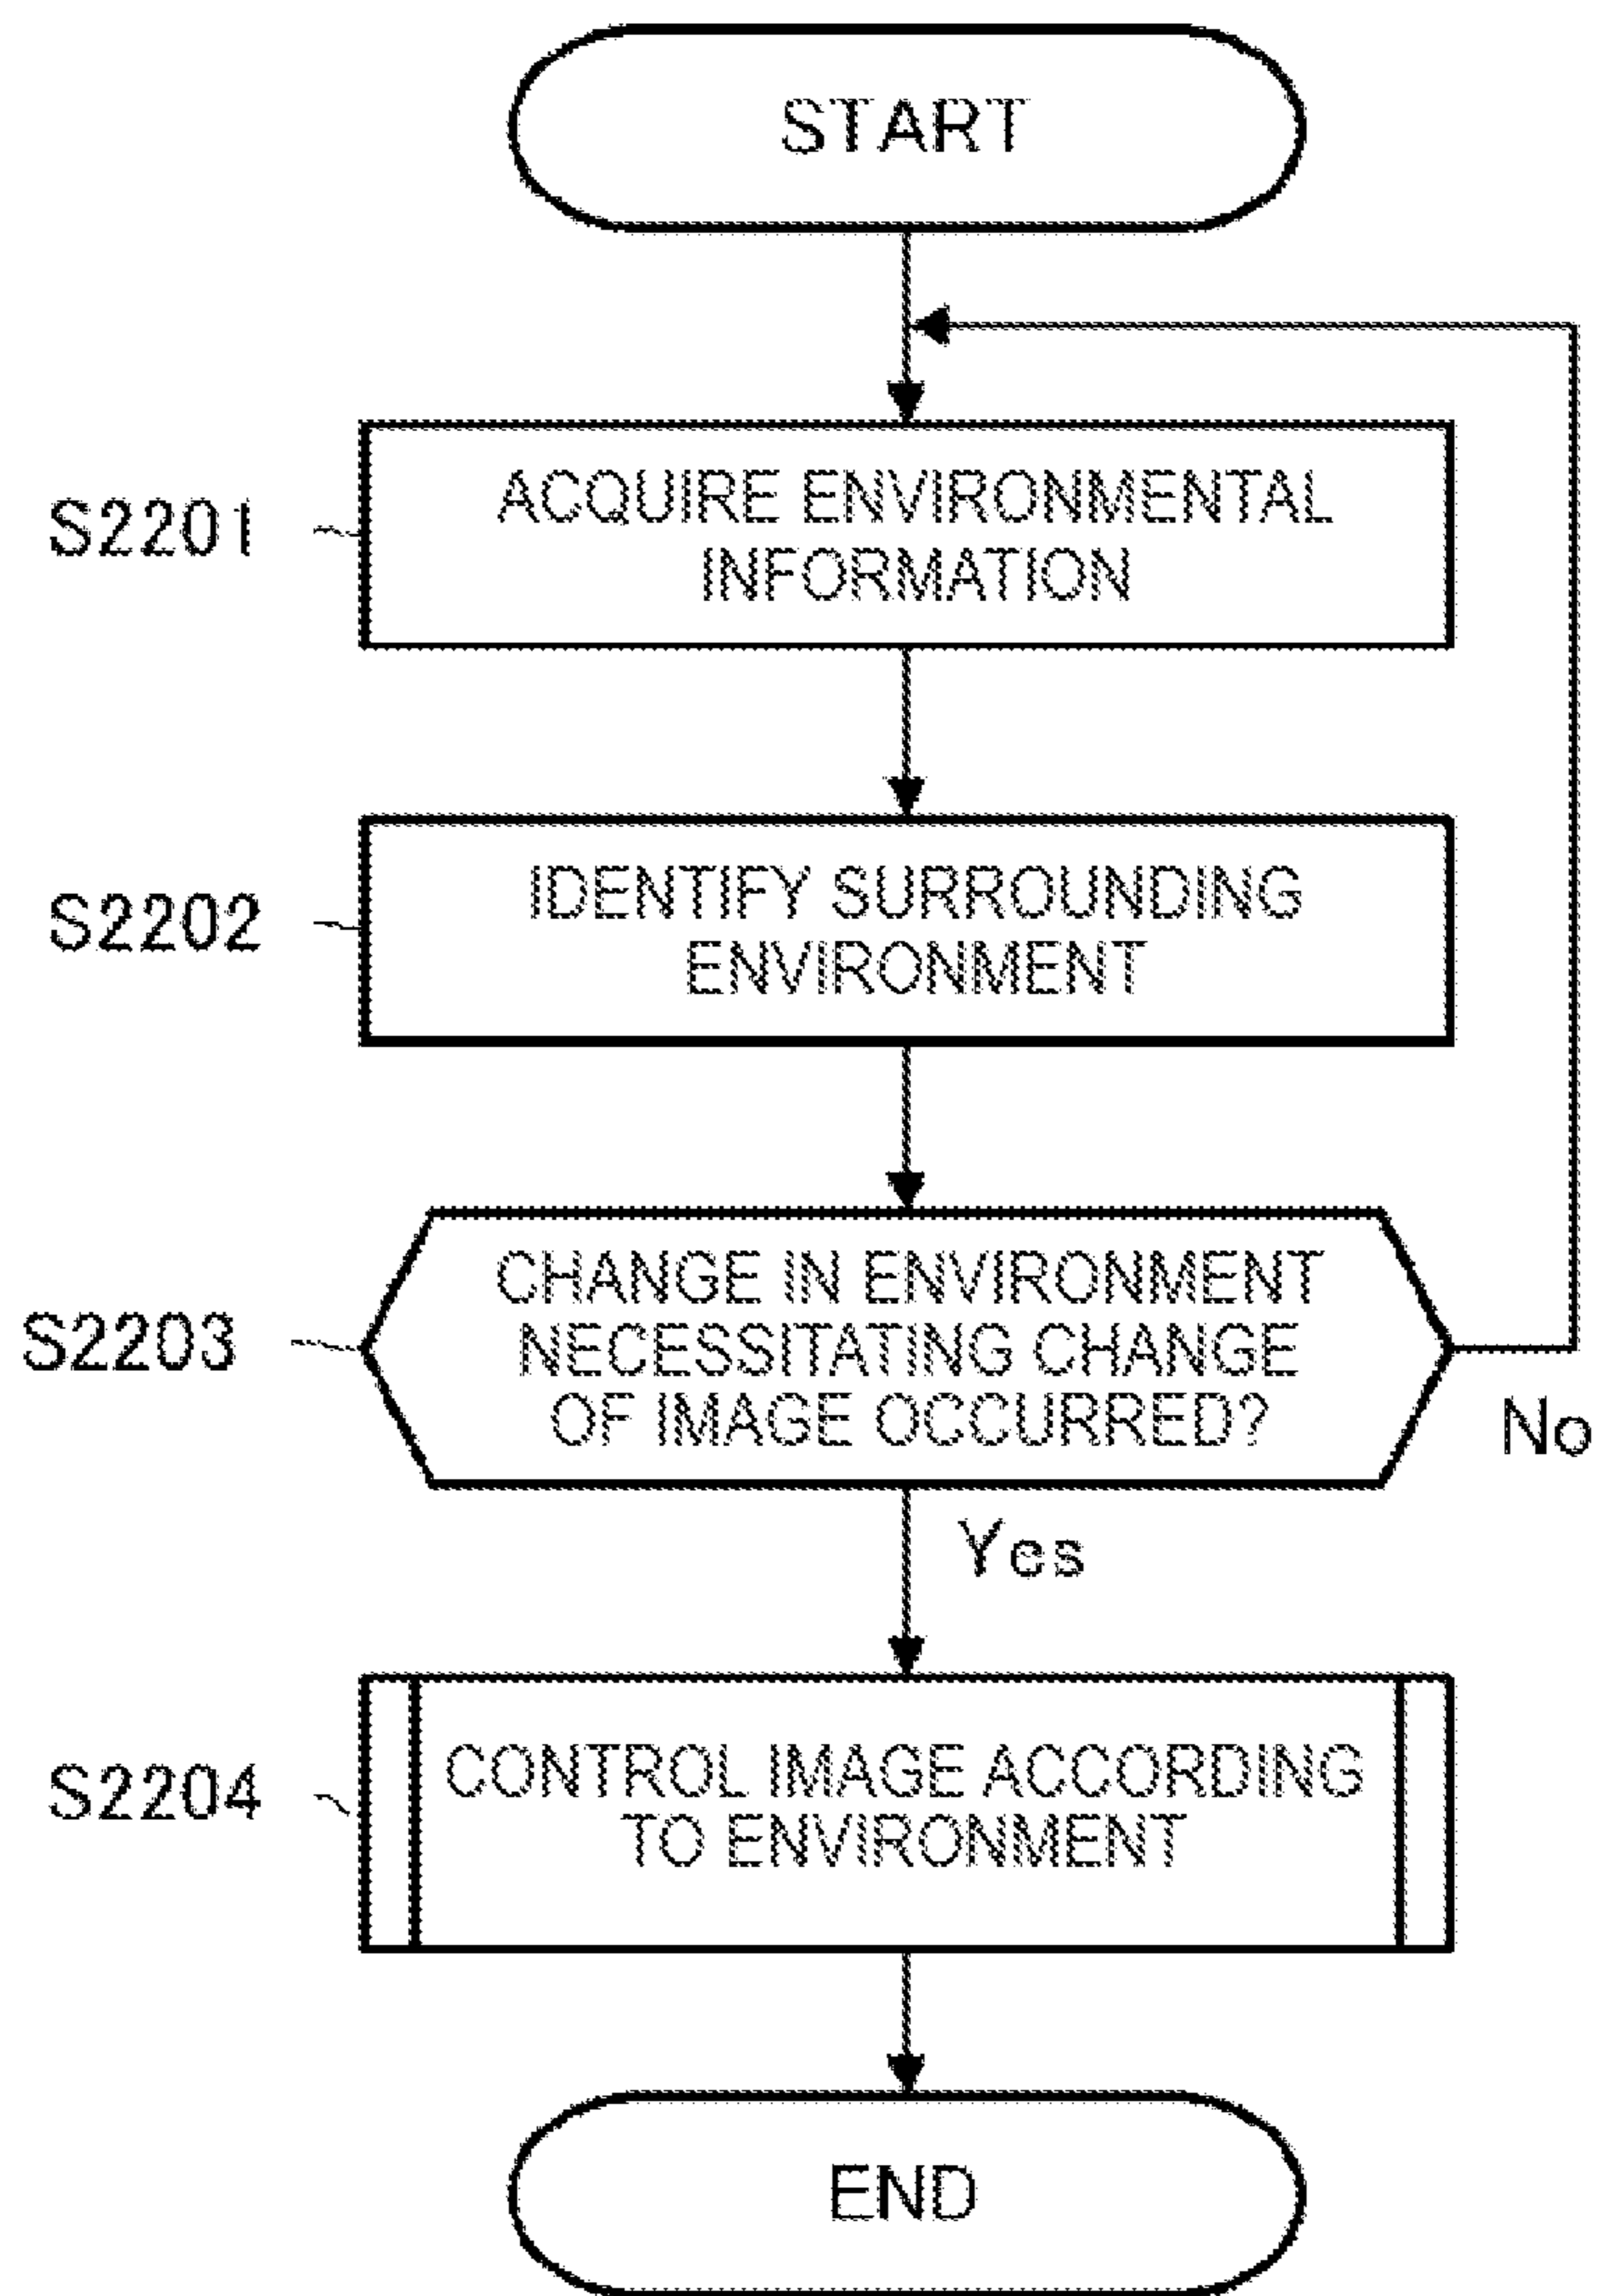 START
S2201
ACQUIRE ENVIRONMENTAL
INFORMATION
S2202
IDENTIFY SURROUNDING
ENVIRONMENT
S2203
CHANGE IN ENVIRONMENT
NECESSITATING CHANGE
OF IMAGE OCCURRED?
No
Yes
S2204
CONTROL IMAGE ACCORDING
TO ENVIRONMENT
END